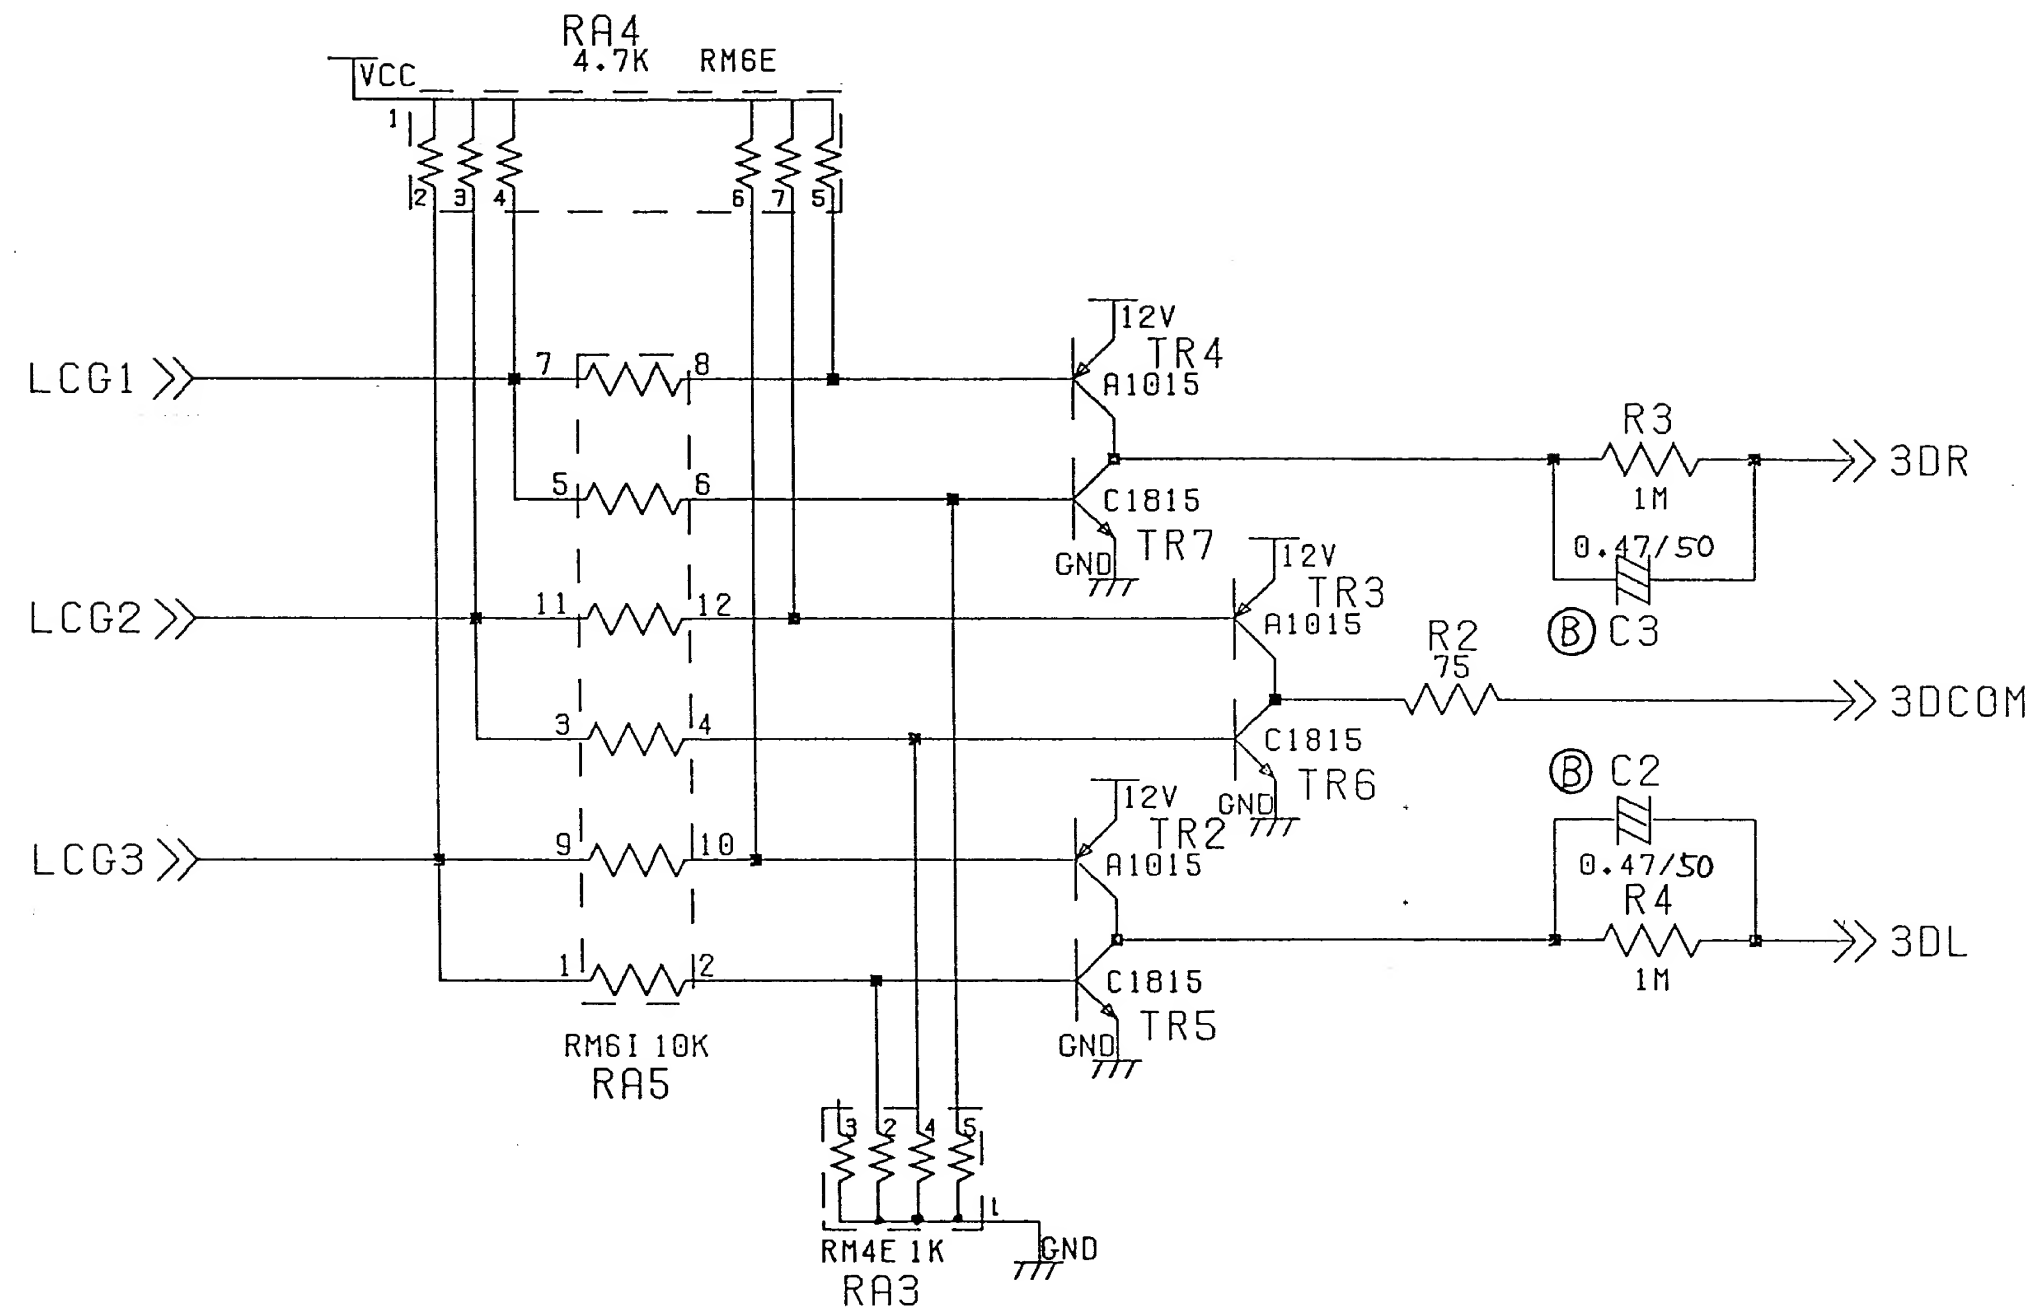 RA4
4.7K RM6E
VCC
1
2 3 4 6 7 5
12V
TR4
LCG1 7 8 A1015
R3
3DR
5 6 C1815 1M
TR7
GND
0.47/50
12V
TR3
LCG2 11 12 A1015
B C3
R2
75
3DCOM
3 4 C1815
B C2
TR6
GND
12V
TR2
LCG3 9 10 A1015
0.47/50
R4
3DL
1 2 C1815 1M
TR5
GND
RM6I 10K
RA5
3 2 4 5
1
RM4E 1K GND
RA3